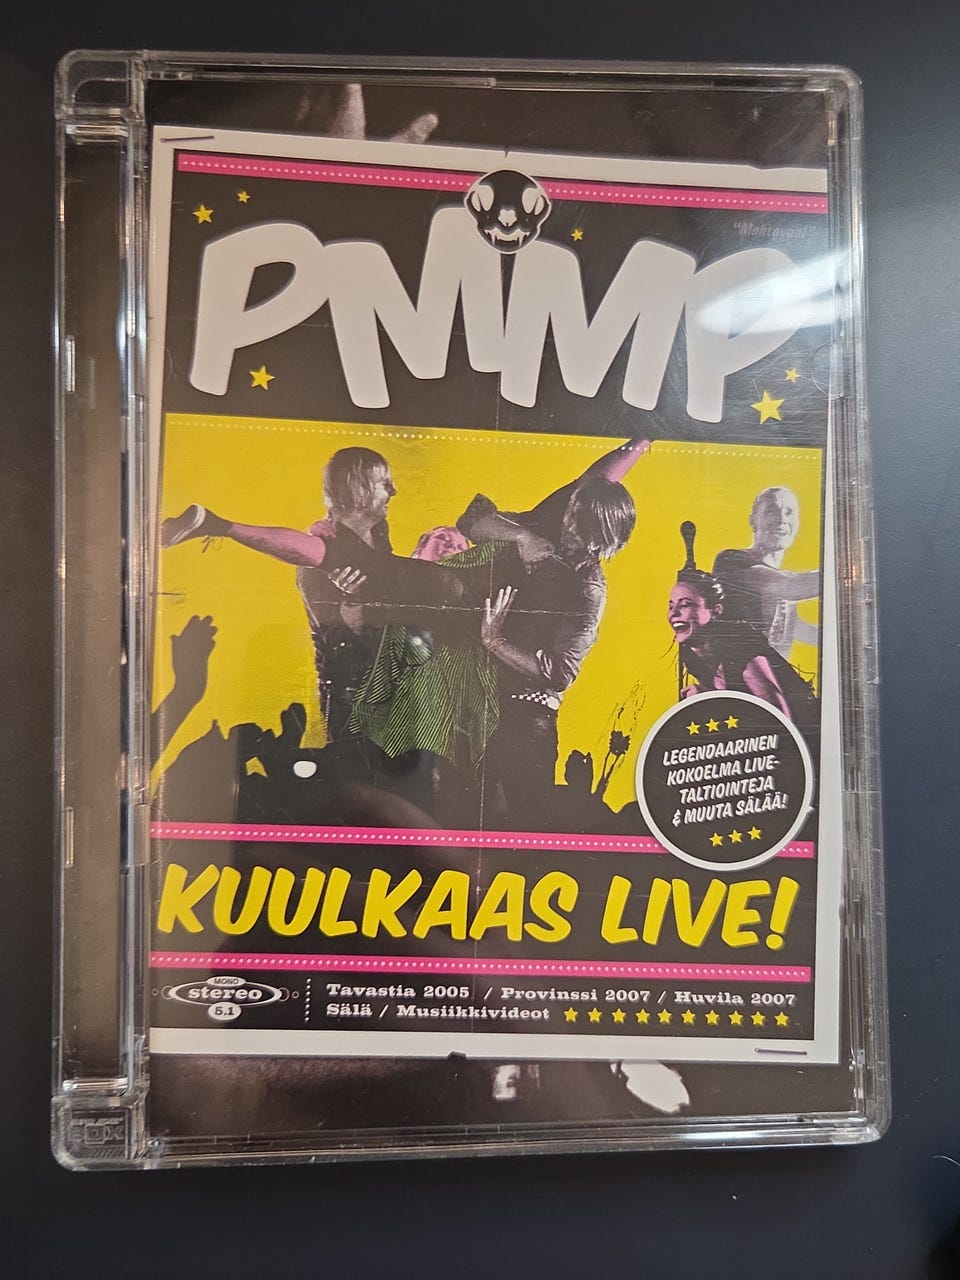 "Mahtavaa!"
PMMP
LEGENDAARINEN
KOKOELMA LIVE-
TALTIOINTEJA
& MUUTA SÄLÄÄ!
KUULKAAS LIVE!
MONO
stereo
5.1
Tavastia 2005 / Provinssi 2007 / Huvila 2007
Sälä / Musiikkivideot